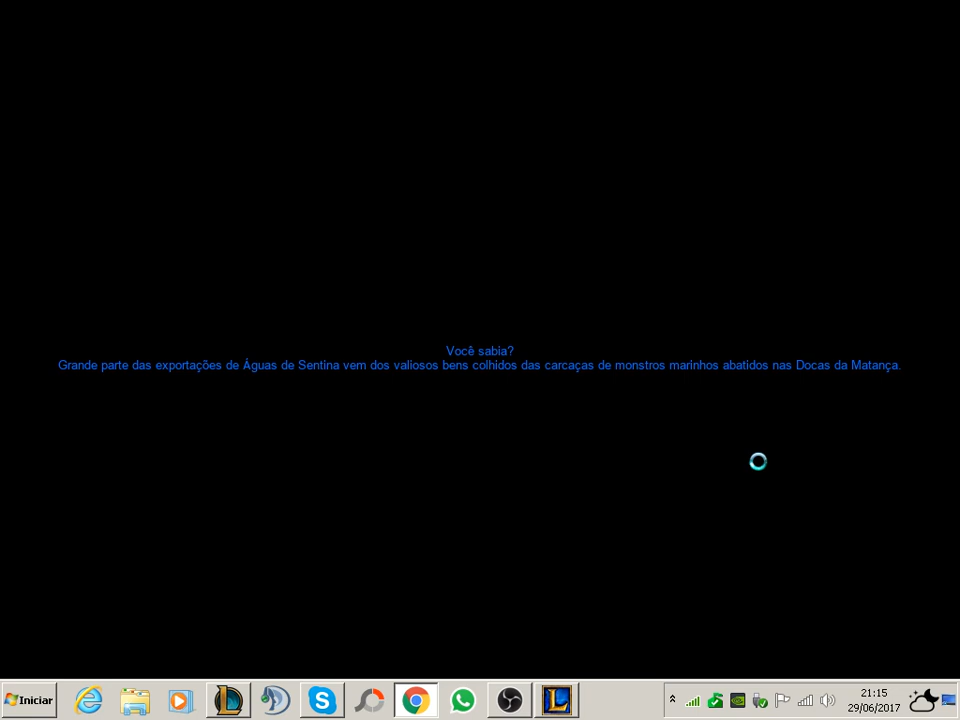 Você sabia?
Grande parte das exportações de Águas de Sentina vem dos valiosos bens colhidos das carcaças de monstros marinhos abatidos nas Docas da Matança.
Iniciar
21:15
29/06/2017